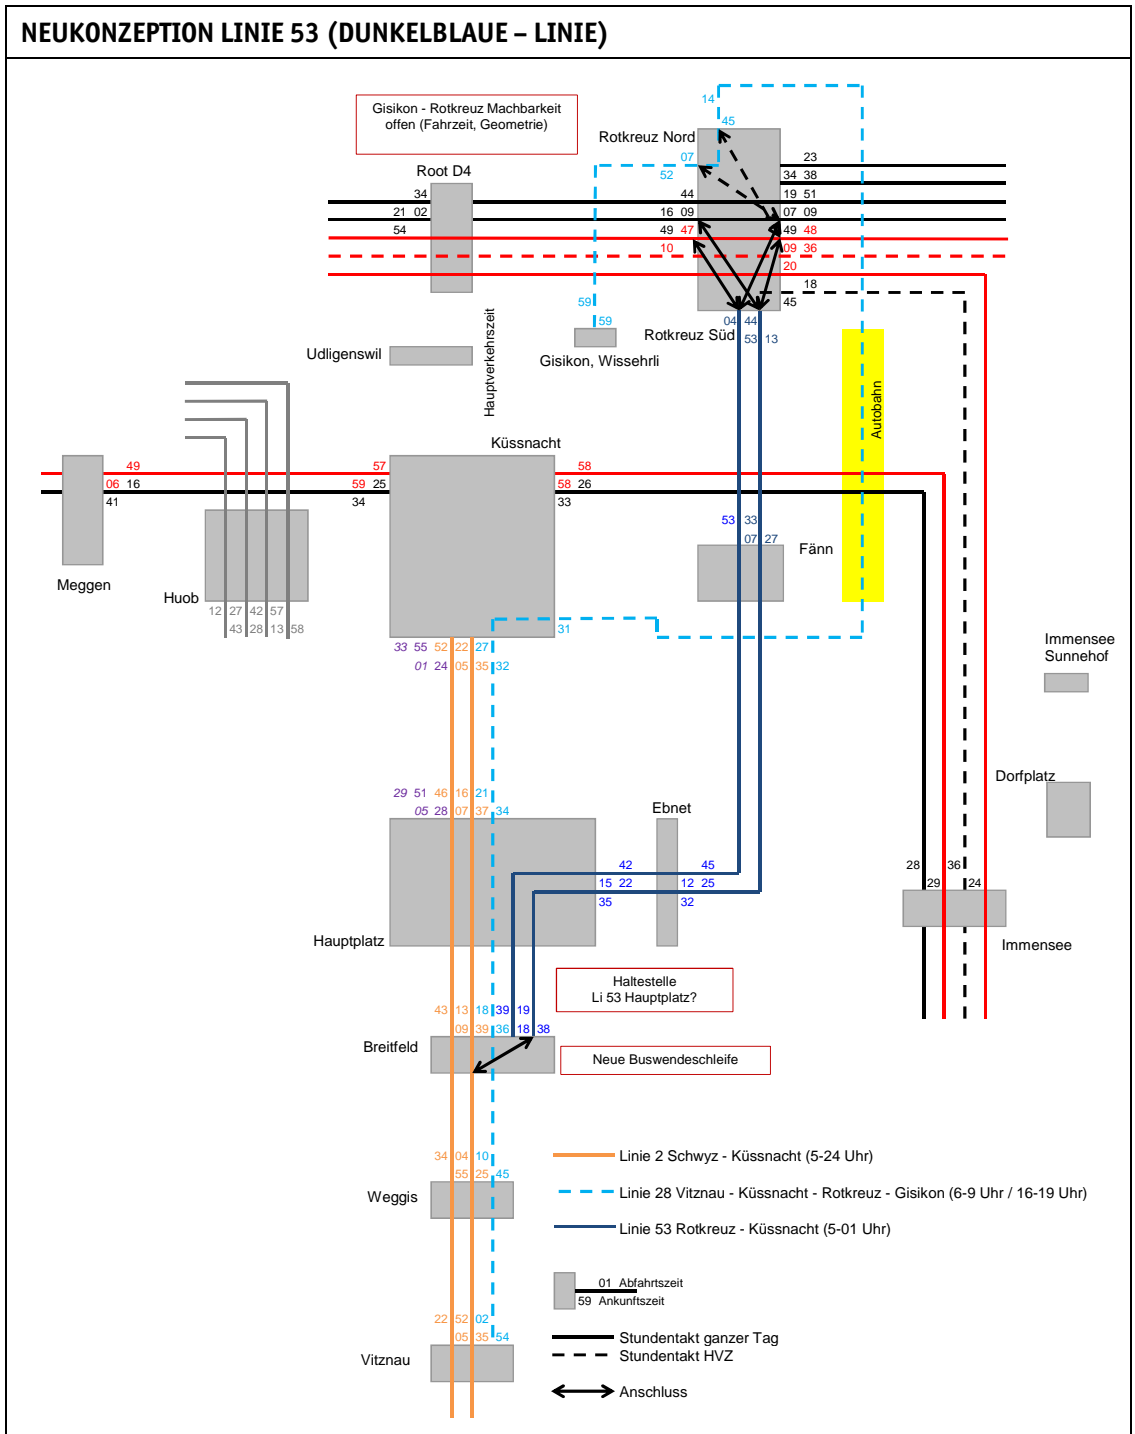 NEUKONZEPTION LINIE 53 (DUNKELBLAUE – LINIE)
Gisikon - Rotkreuz Machbarkeit
offen (Fahrzeit, Geometrie)
14
45
Rotkreuz Nord
07
23
Root D4
52
34 38
34
44
19 51
21 02
16 09
07 09
54
49 47
49 48
10
09 36
20
18
59
45
59
04 44
Rotkreuz Süd
53 13
Udligenswil
Hauptverkehrszeit
Gisikon, Wissehrli
Autobahn
Küssnacht
49
57
58
06 16
59 25
58 26
41
34
33
53 33
07 27
Fänn
Meggen
Huob
12 27 42 57
43 28 13 58
31
33 55 52 22 27
01 24 05 35 32
Immensee
Sunnehof
Dorfplatz
29 51 46 16 21
05 28 07 37 34
Ebnet
42
45
28
36
15 22
12 25
29
24
35
32
Hauptplatz
Immensee
Haltestelle
Li 53 Hauptplatz?
43 13 18 39 19
09 39 36 18 38
Breitfeld
Neue Buswendeschleife
34 04 10
55 25 45
Weggis
Linie 2 Schwyz - Küssnacht (5-24 Uhr)
Linie 28 Vitznau - Küssnacht - Rotkreuz - Gisikon (6-9 Uhr / 16-19 Uhr)
Linie 53 Rotkreuz - Küssnacht (5-01 Uhr)
01 Abfahrtszeit
59 Ankunftszeit
22 52 02
05 35 54
Vitznau
Stundentakt ganzer Tag
Stundentakt HVZ
Anschluss